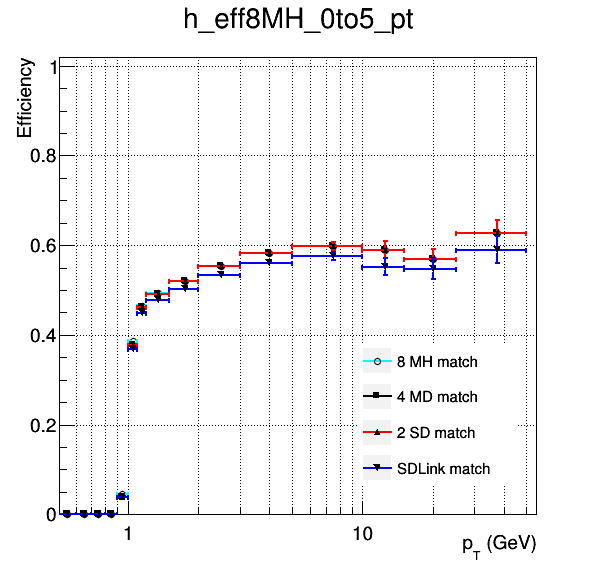 h_eff8MH_0to5_pt
Efficiency
1
0.8
0.6
0.4
0.2
0
8 MH match
4 MD match
2 SD match
SDLink match
1
10
p_T (GeV)